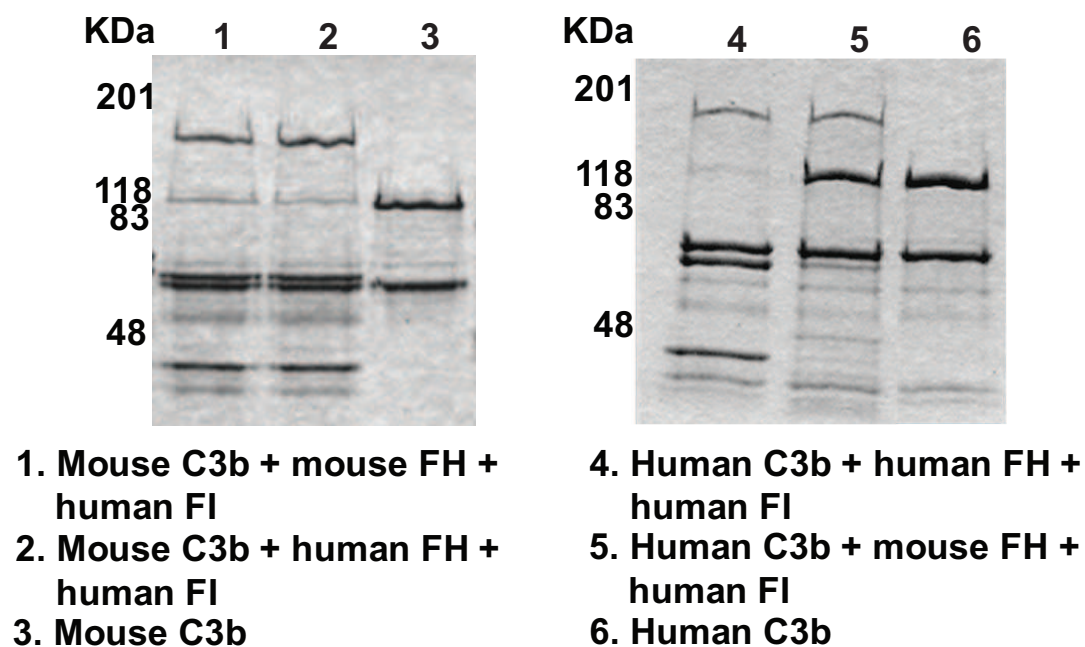 KDa 1 2 3
201
118
83
48
KDa 4 5 6
201
118
83
48
1. Mouse C3b + mouse FH +
human FI
2. Mouse C3b + human FH +
human FI
3. Mouse C3b
4. Human C3b + human FH +
human FI
5. Human C3b + mouse FH +
human FI
6. Human C3b